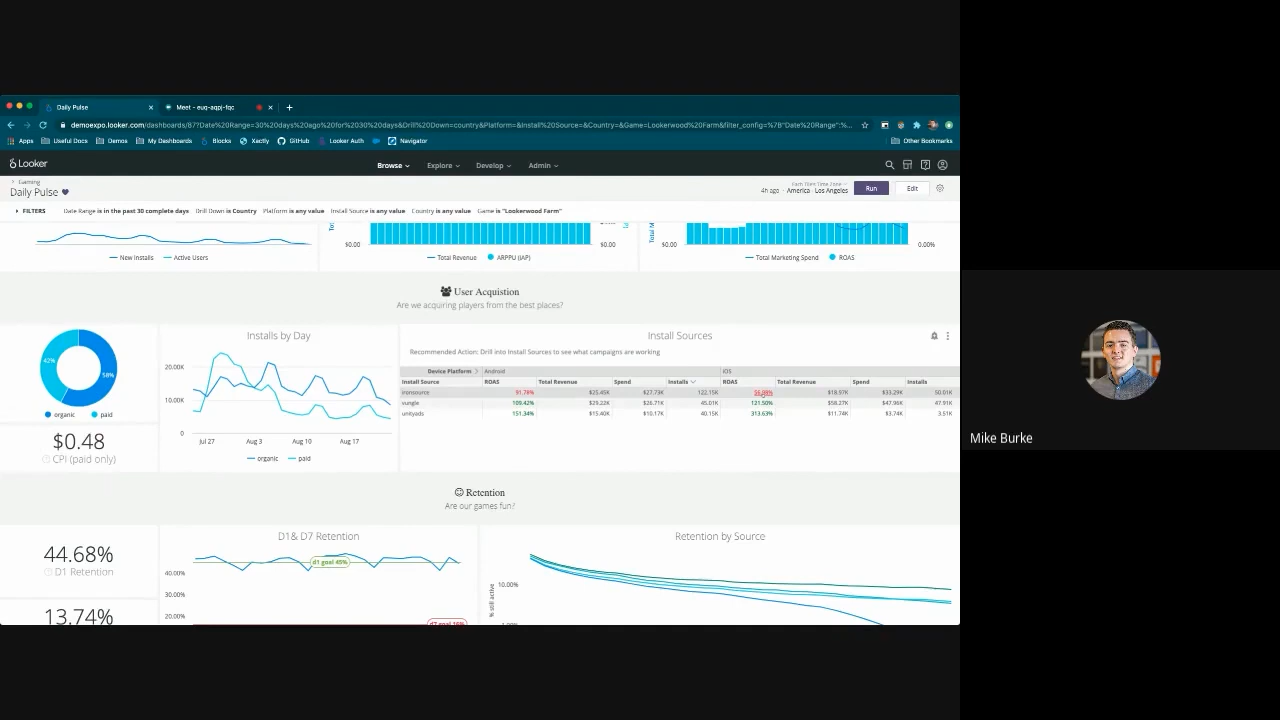 Daily Pulse
Meet - euq-aqpj-fqc
demoexpo.looker.com/dashboards/87?Date%20Range=30%20days%20ago%20for%2030%20days&Drill%20Down=country&Platform=&Install%20Source=&Country=&Game=Lookerwood%20Farm&filter_config=%7B"Date%20Range":%...
Apps Useful Docs Demos My Dashboards Blocks Xactly GitHub Looker Auth Navigator Other Bookmarks
Looker Browse Explore Develop Admin
Gaming
Daily Pulse
4h ago · America - Los Angeles Run Edit
FILTERS Date Range is in the past 30 complete days Drill Down is Country Platform is any value Install Source is any value Country is any value Game is "Lookerwood Farm"
$0.00 $0.00 $0.00 0.00%
New Installs Active Users Total Revenue ARPPU (IAP) Total Marketing Spend ROAS
User Acquistion
Are we acquiring players from the best places?
42% 58%
organic paid
$0.48
CPI (paid only)
Installs by Day
20.00K
10.00K
0
Jul 27 Aug 3 Aug 10 Aug 17
organic paid
Install Sources
Recommended Action: Drill into Install Sources to see what campaigns are working
Device Platform Android iOS
Install Source ROAS Total Revenue Spend Installs ROAS Total Revenue Spend Installs
ironsource 91.78% $25.45K $27.73K 122.15K 56.98% $18.97K $33.29K 50.01K
vungle 109.42% $29.22K $26.71K 45.01K 121.50% $58.27K $47.96K 47.91K
unityads 151.34% $15.40K $10.17K 40.15K 313.63% $11.74K $3.74K 3.51K
Retention
Are our games fun?
44.68%
D1 Retention
13.74%
D1& D7 Retention
d1 goal 45%
40.00%
30.00%
20.00%
d7 goal 16%
Retention by Source
% still active
10.00%
Mike Burke